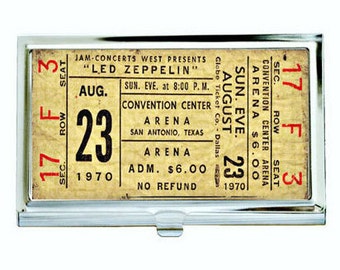 17 F 3
SEC. ROW SEAT
JAM-CONCERTS WEST PRESENTS
"LED ZEPPELIN"
AUG.
23
1970
SUN. EVE. at 8:00 P.M.
CONVENTION CENTER
ARENA
SAN ANTONIO, TEXAS
ARENA
ADM. $6.00
NO REFUND
Globe Ticket Co. - Dallas
SUN EVE.
AUGUST
23
1970
CONVENTION CENTER
ARENA $6.00
17 F 3
SEC. ROW SEAT